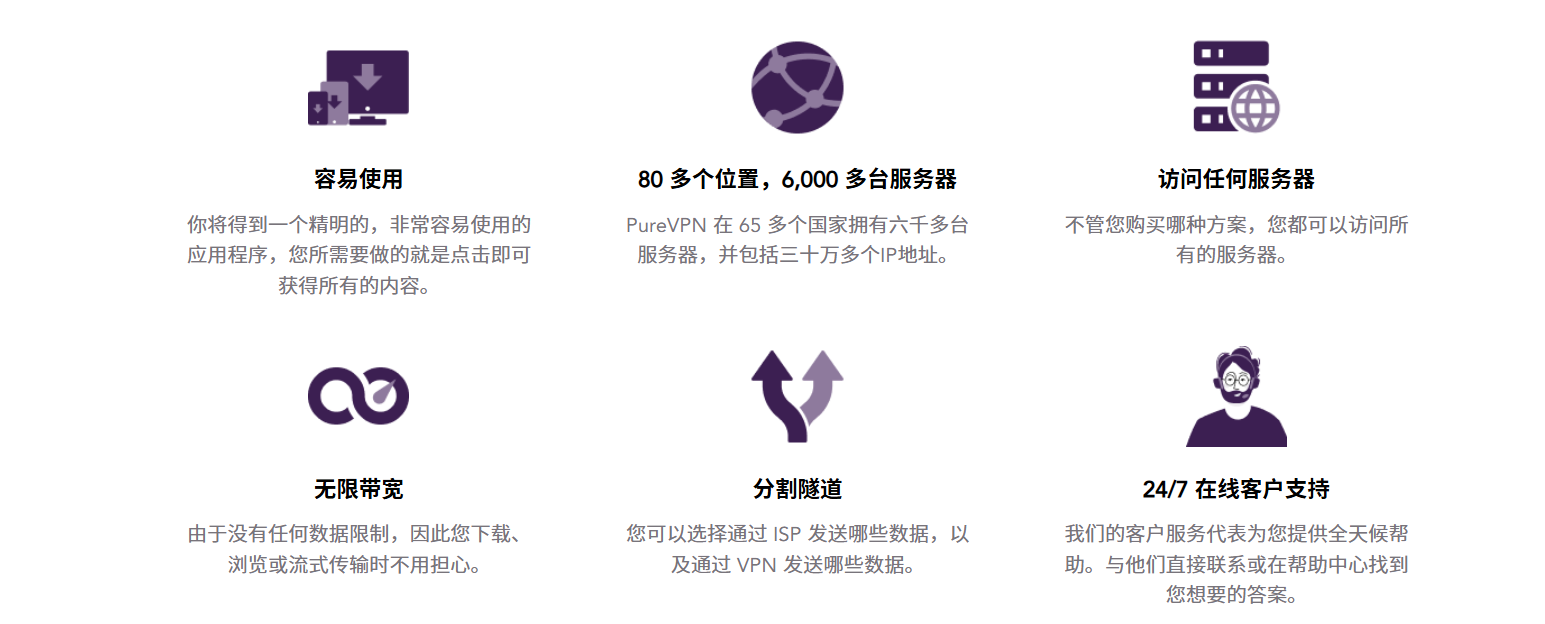 容易使用
你将得到一个精明的，非常容易使用的
应用程序，您所需要做的就是点击即可
获得所有的内容。
80 多个位置，6,000 多台服务器
PureVPN 在 65 多个国家拥有六千多台
服务器，并包括三十万多个IP地址。
访问任何服务器
不管您购买哪种方案，您都可以访问所
有的服务器。
无限带宽
由于没有任何数据限制，因此您下载、
浏览或流式传输时不用担心。
分割隧道
您可以选择通过 ISP 发送哪些数据，以
及通过 VPN 发送哪些数据。
24/7 在线客户支持
我们的客户服务代表为您提供全天候帮
助。与他们直接联系或在帮助中心找到
您想要的答案。